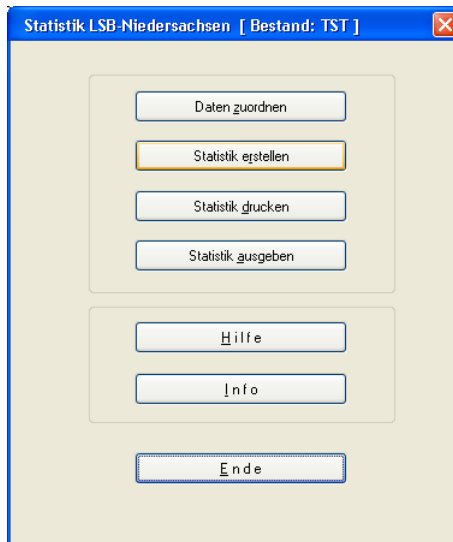 Statistik LSB-Niedersachsen [ Bestand: TST ]
Daten zuordnen
Statistik erstellen
Statistik drucken
Statistik ausgeben
Hilfe
Info
Ende